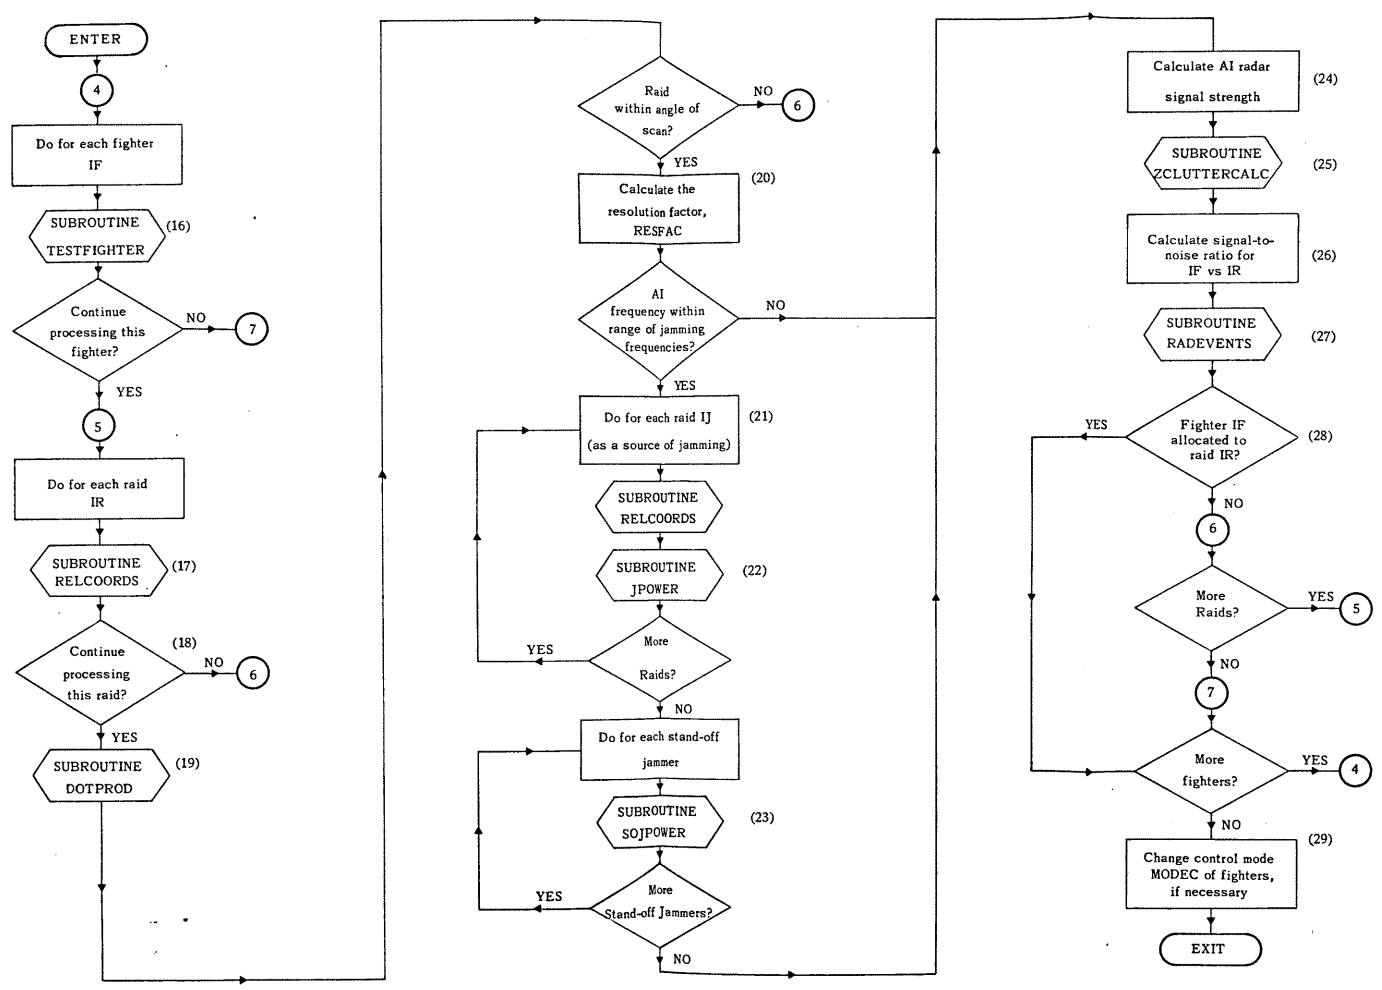 ENTER
4
Do for each fighter
IF
SUBROUTINE
TESTFIGHTER
(16)
Continue
processing this
fighter?
NO
7
YES
5
Do for each raid
IR
SUBROUTINE
RELCOORDS
(17)
(18)
Continue
processing
this raid?
NO
6
YES
SUBROUTINE
DOTPROD
(19)
Raid
within angle of
scan?
NO
6
YES
(20)
Calculate the
resolution factor,
RESFAC
AI
frequency within
range of jamming
frequencies?
NO
YES
Do for each raid IJ
(as a source of jamming)
(21)
SUBROUTINE
RELCOORDS
SUBROUTINE
JPOWER
(22)
More
Raids?
YES
NO
Do for each stand-off
jammer
SUBROUTINE
SOJPOWER
(23)
More
Stand-off Jammers?
YES
NO
Calculate AI radar
signal strength
(24)
SUBROUTINE
ZCLUTTERCALC
(25)
Calculate signal-to-
noise ratio for
IF vs IR
(26)
SUBROUTINE
RADEVENTS
(27)
YES
Fighter IF
allocated to
raid IR?
(28)
NO
6
More
Raids?
YES
5
NO
7
More
fighters?
YES
4
NO
(29)
Change control mode
MODEC of fighters,
if necessary
EXIT